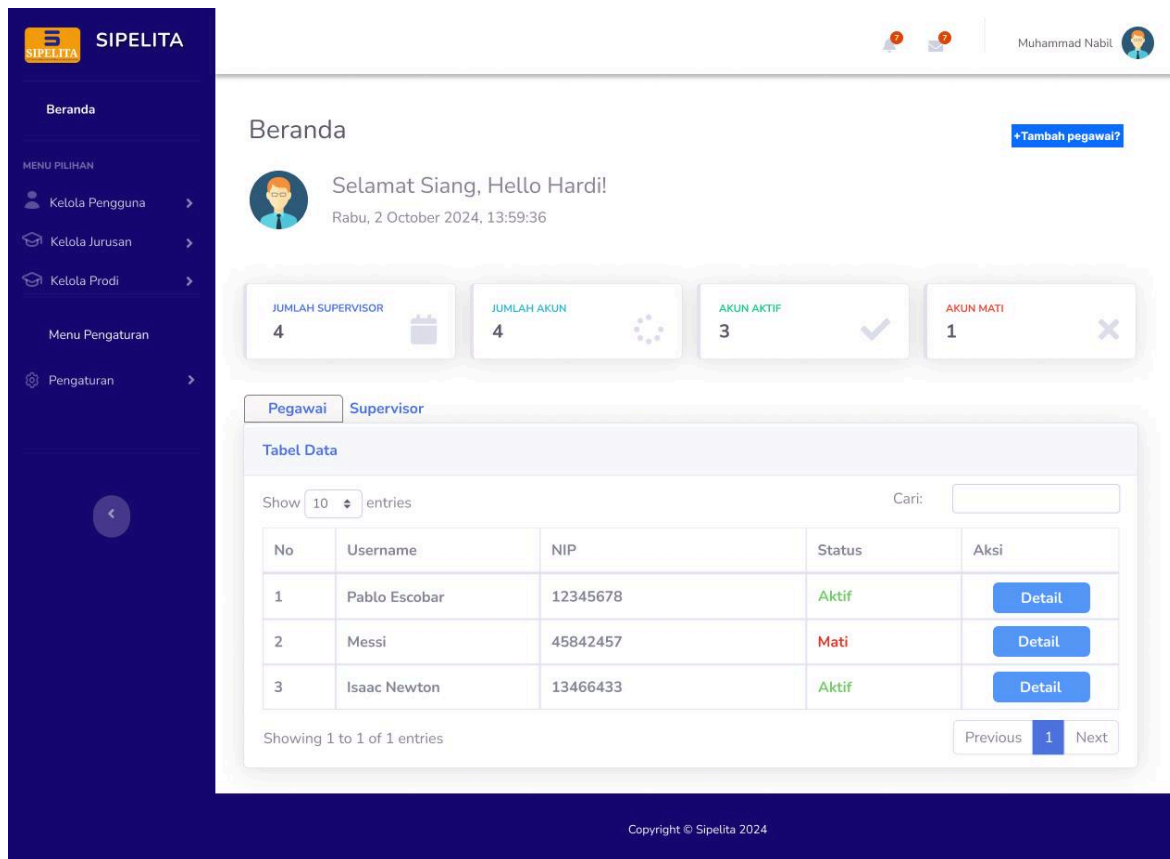 SIPELITA
SIPELITA
7
7
Muhammad Nabil
Beranda
MENU PILIHAN
Kelola Pengguna
Kelola Jurusan
Kelola Prodi
Menu Pengaturan
Pengaturan
Beranda
+Tambah pegawai?
Selamat Siang, Hello Hardi!
Rabu, 2 October 2024, 13:59:36
JUMLAH SUPERVISOR
4
JUMLAH AKUN
4
AKUN AKTIF
3
AKUN MATI
1
Pegawai Supervisor
Tabel Data
Show 10 entries Cari:
No Username NIP Status Aksi
1 Pablo Escobar 12345678 Aktif Detail
2 Messi 45842457 Mati Detail
3 Isaac Newton 13466433 Aktif Detail
Showing 1 to 1 of 1 entries Previous 1 Next
Copyright © Sipelita 2024